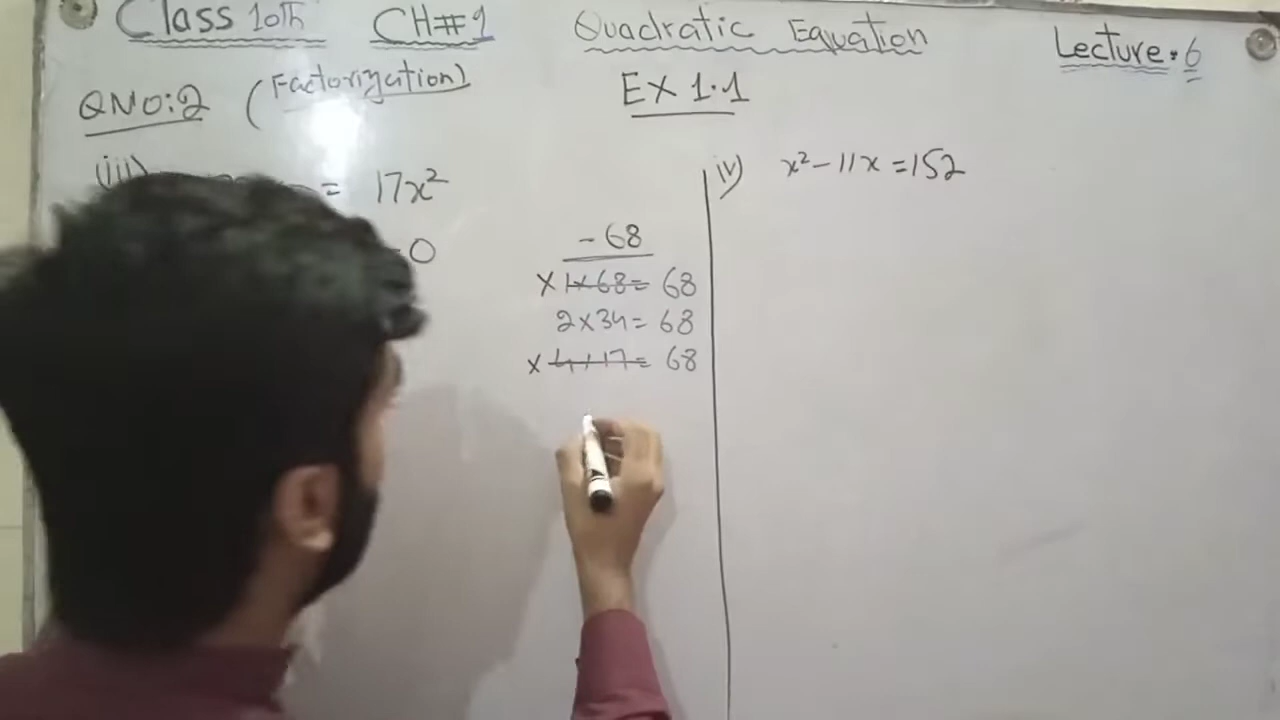 Class 10th CH#1 Quadratic Equation Lecture.6
QNO:2 (Factorization) EX 1.1
(iii) = 17x²
0
- 68
× 1×68= 68
2×34= 68
× 4×17= 68
iv) x²-11x=152